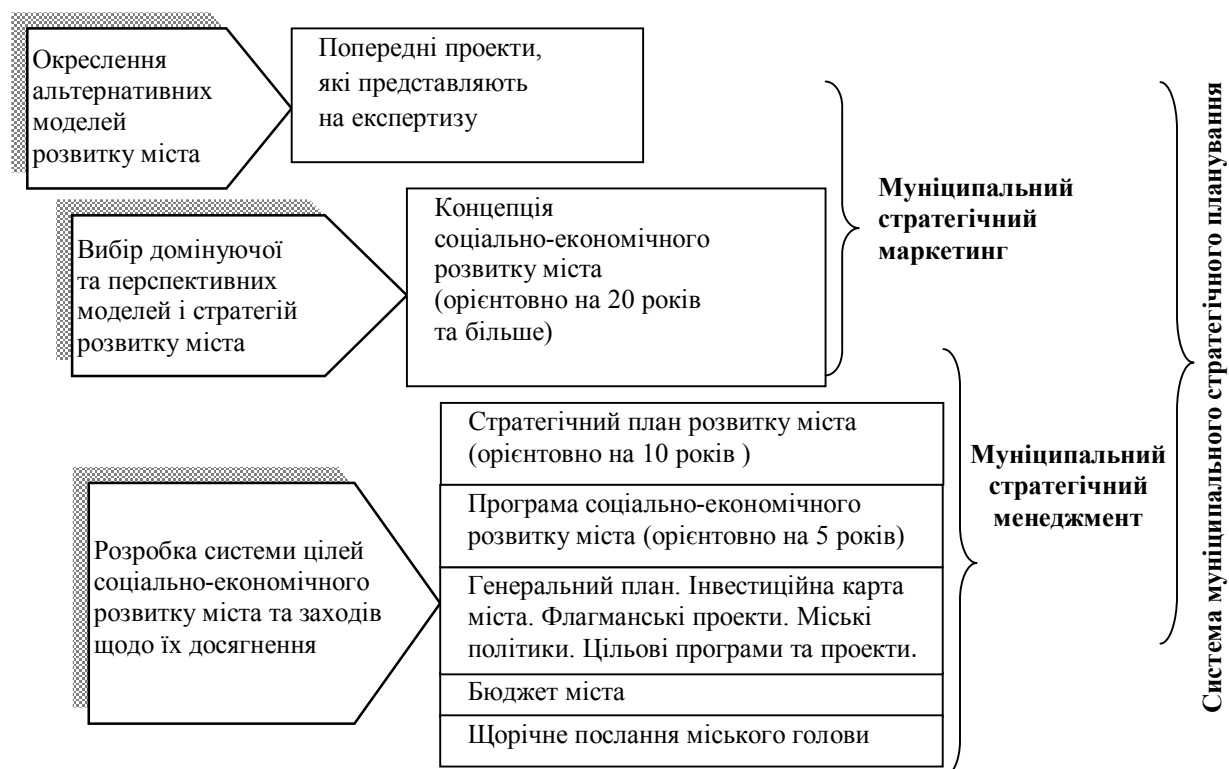 Окреслення
альтернативних
моделей
розвитку міста
Попередні проекти,
які представляють
на експертизу
Вибір домінуючої
та перспективних
моделей і стратегій
розвитку міста
Концепція
соціально-економічного
розвитку міста
(орієнтовно на 20 років
та більше)
Муніципальний
стратегічний
маркетинг
Розробка системи цілей
соціально-економічного
розвитку міста та заходів
щодо їх досягнення
Стратегічний план розвитку міста
(орієнтовно на 10 років )
Програма соціально-економічного
розвитку міста (орієнтовно на 5 років)
Генеральний план. Інвестиційна карта
міста. Флагманські проекти. Міські
політики. Цільові програми та проекти.
Бюджет міста
Щорічне послання міського голови
Муніципальний
стратегічний
менеджмент
Система муніципального стратегічного планування